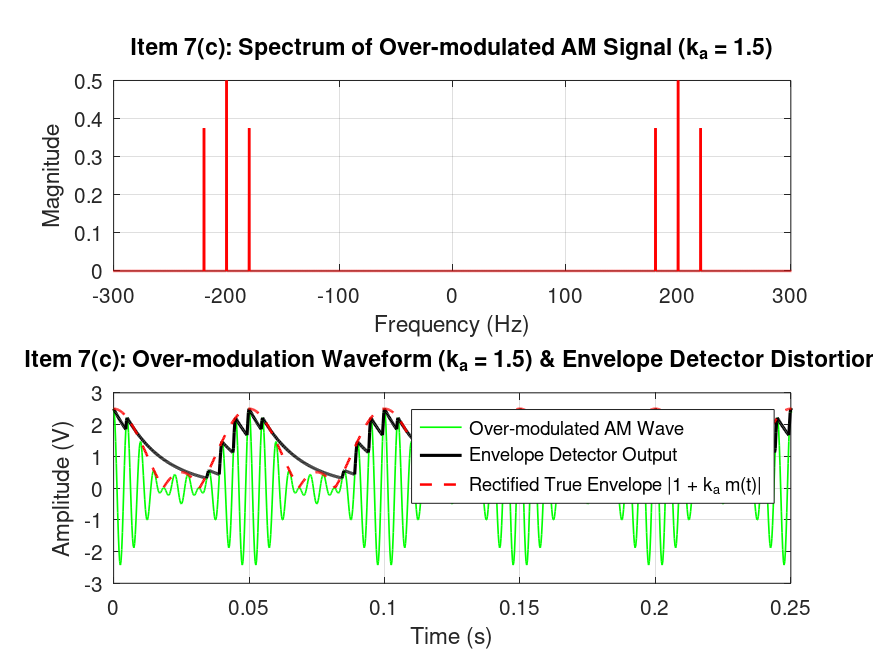 Item 7(c): Spectrum of Over-modulated AM Signal (ka = 1.5)
0.5
0.4
0.3
0.2
0.1
0
Magnitude
-300 -200 -100 0 100 200 300
Frequency (Hz)
Item 7(c): Over-modulation Waveform (ka = 1.5) & Envelope Detector Distortion
3
2
1
0
-1
-2
-3
Amplitude (V)
Over-modulated AM Wave
Envelope Detector Output
Rectified True Envelope |1 + ka m(t)|
0 0.05 0.1 0.15 0.2 0.25
Time (s)